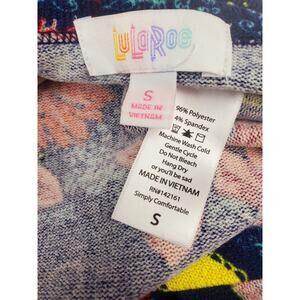 LuLaRoe
S
MADE IN
VIETNAM
96% Polyester
4% Spandex
Machine Wash Cold
Gentle Cycle
Do Not Bleach
Hang Dry
or you'll be sad
MADE IN VIETNAM
RN#142161
Simply Comfortable
S